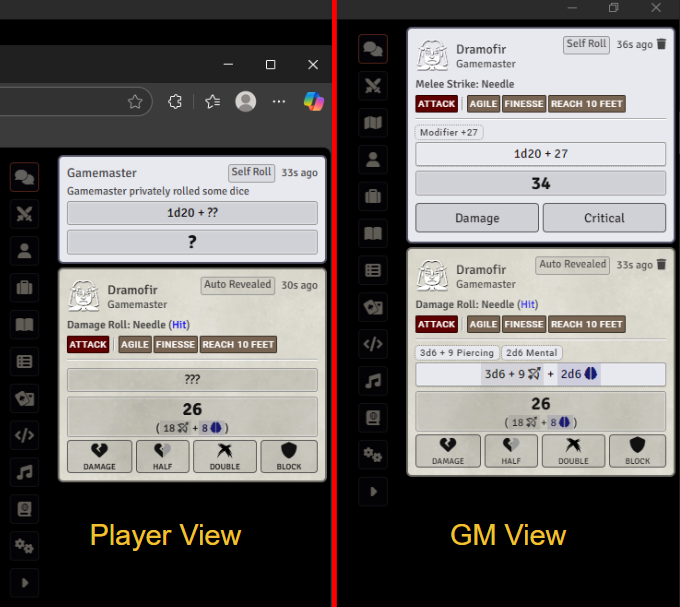 Gamemaster
Self Roll
33s ago
Gamemaster privately rolled some dice
1d20 + ??
?
Dramofir
Auto Revealed
30s ago
Gamemaster
Damage Roll: Needle (Hit)
ATTACK AGILE FINESSE REACH 10 FEET
???
26
( 18 + 8 )
DAMAGE HALF DOUBLE BLOCK
Player View
Dramofir
Self Roll
36s ago
Gamemaster
Melee Strike: Needle
ATTACK AGILE FINESSE REACH 10 FEET
Modifier +27
1d20 + 27
34
Damage Critical
Dramofir
Auto Revealed
33s ago
Gamemaster
Damage Roll: Needle (Hit)
ATTACK AGILE FINESSE REACH 10 FEET
3d6 + 9 Piercing 2d6 Mental
3d6 + 9 + 2d6
26
( 18 + 8 )
DAMAGE HALF DOUBLE BLOCK
GM View